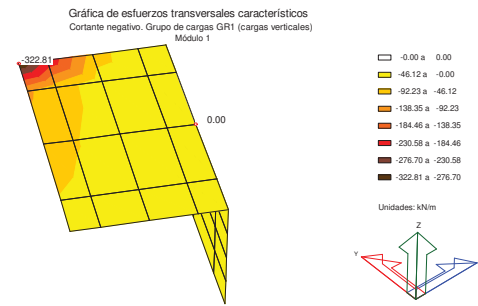 Gráfica de esfuerzos transversales característicos
Cortante negativo. Grupo de cargas GR1 (cargas verticales)
Módulo 1
-322.81
0.00
-0.00 a 0.00
-46.12 a -0.00
-92.23 a -46.12
-138.35 a -92.23
-184.46 a -138.35
-230.58 a -184.46
-276.70 a -230.58
-322.81 a -276.70
Unidades: kN/m
Z
Y
X